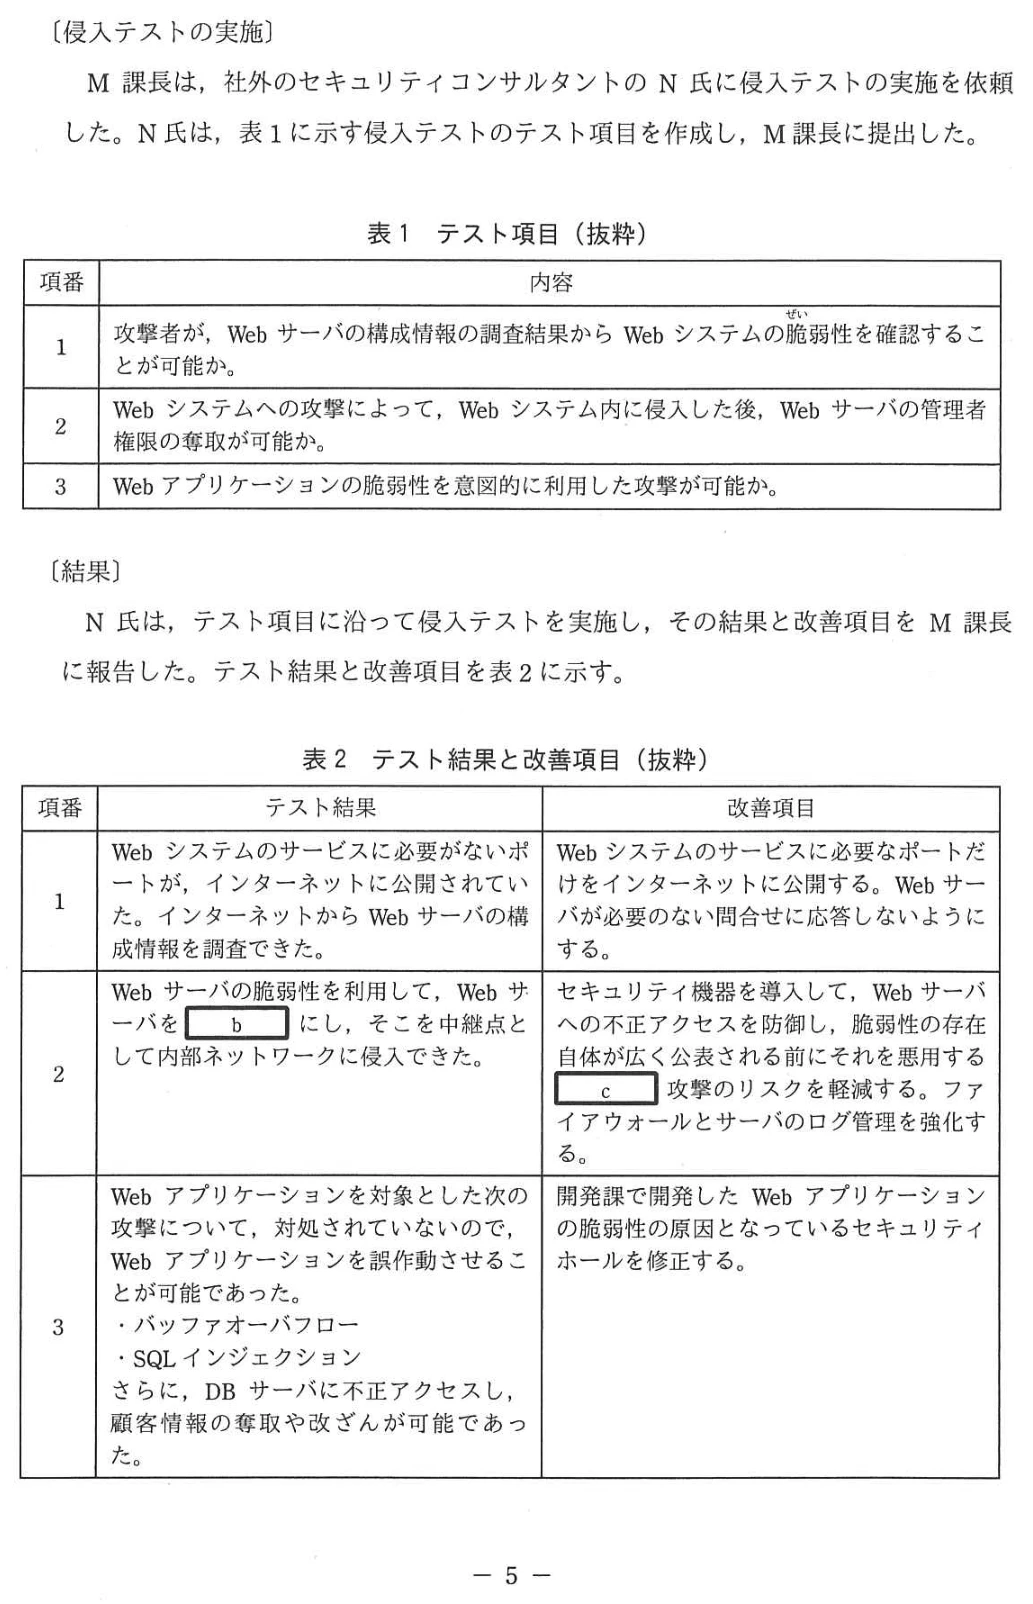 〔侵入テストの実施〕
M 課長は，社外のセキュリティコンサルタントの N 氏に侵入テストの実施を依頼
した。N 氏は，表 1 に示す侵入テストのテスト項目を作成し，M 課長に提出した。
表 1　テスト項目（抜粋）
項番　内容
ぜい
1　攻撃者が，Web サーバの構成情報の調査結果から Web システムの脆弱性を確認するこ
とが可能か。
2　Web システムへの攻撃によって，Web システム内に侵入した後，Web サーバの管理者
権限の奪取が可能か。
3　Web アプリケーションの脆弱性を意図的に利用した攻撃が可能か。
〔結果〕
N 氏は，テスト項目に沿って侵入テストを実施し，その結果と改善項目を M 課長
に報告した。テスト結果と改善項目を表 2 に示す。
表 2　テスト結果と改善項目（抜粋）
項番　テスト結果　改善項目
1
Web システムのサービスに必要がないポ
ートが，インターネットに公開されてい
た。インターネットから Web サーバの構
成情報を調査できた。
Web システムのサービスに必要なポートだ
けをインターネットに公開する。Web サー
バが必要のない問合せに応答しないように
する。
2
Web サーバの脆弱性を利用して，Web サ
ーバを b にし，そこを中継点と
して内部ネットワークに侵入できた。
セキュリティ機器を導入して，Web サーバ
への不正アクセスを防御し，脆弱性の存在
自体が広く公表される前にそれを悪用する
c 攻撃のリスクを軽減する。ファ
イアウォールとサーバのログ管理を強化す
る。
3
Web アプリケーションを対象とした次の
攻撃について，対処されていないので，
Web アプリケーションを誤作動させるこ
とが可能であった。
・バッファオーバフロー
・SQL インジェクション
さらに，DB サーバに不正アクセスし，
顧客情報の奪取や改ざんが可能であっ
た。
開発課で開発した Web アプリケーション
の脆弱性の原因となっているセキュリティ
ホールを修正する。
－ 5 －